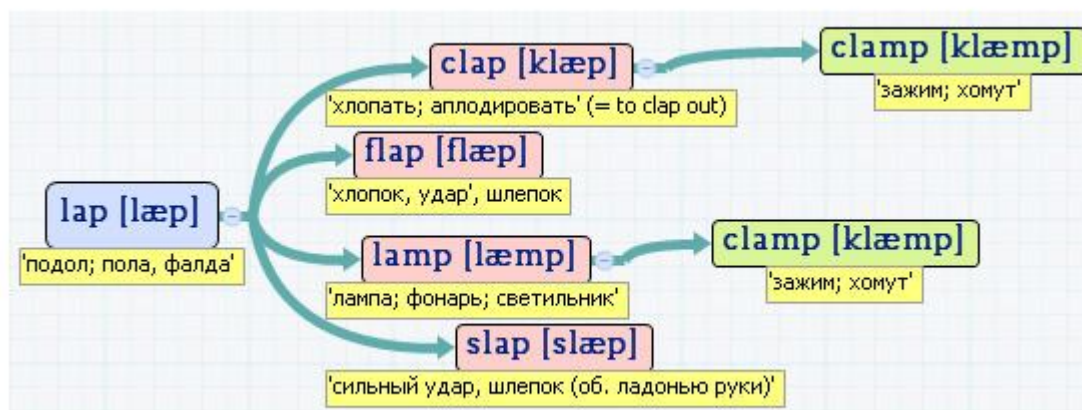 clap [klæp]
'хлопать; аплодировать' (= to clap out)
clamp [klæmp]
'зажим; хомут'
flap [flæp]
'хлопок, удар', шлепок
lap [læp]
'подол; пола, фалда'
lamp [læmp]
'лампа; фонарь; светильник'
clamp [klæmp]
'зажим; хомут'
slap [slæp]
'сильный удар, шлепок (об. ладонью руки)'